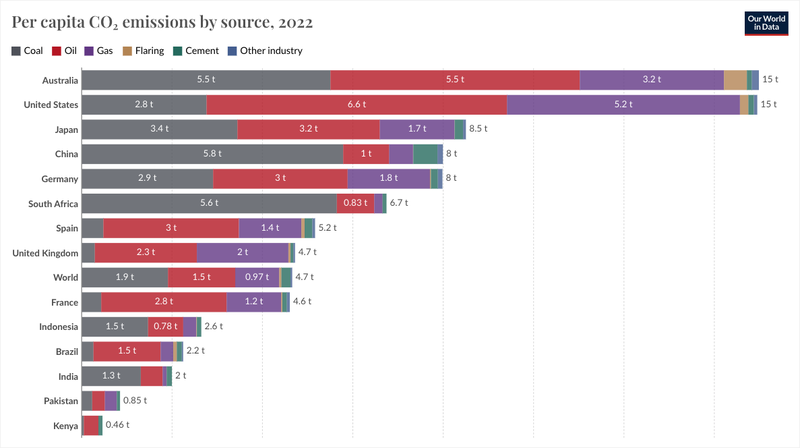 Per capita CO₂ emissions by source, 2022
Our World
in Data
Coal Oil Gas Flaring Cement Other industry
Australia 5.5 t 5.5 t 3.2 t 15 t
United States 2.8 t 6.6 t 5.2 t 15 t
Japan 3.4 t 3.2 t 1.7 t 8.5 t
China 5.8 t 1 t 8 t
Germany 2.9 t 3 t 1.8 t 8 t
South Africa 5.6 t 0.83 t 6.7 t
Spain 3 t 1.4 t 5.2 t
United Kingdom 2.3 t 2 t 4.7 t
World 1.9 t 1.5 t 0.97 t 4.7 t
France 2.8 t 1.2 t 4.6 t
Indonesia 1.5 t 0.78 t 2.6 t
Brazil 1.5 t 2.2 t
India 1.3 t 2 t
Pakistan 0.85 t
Kenya 0.46 t